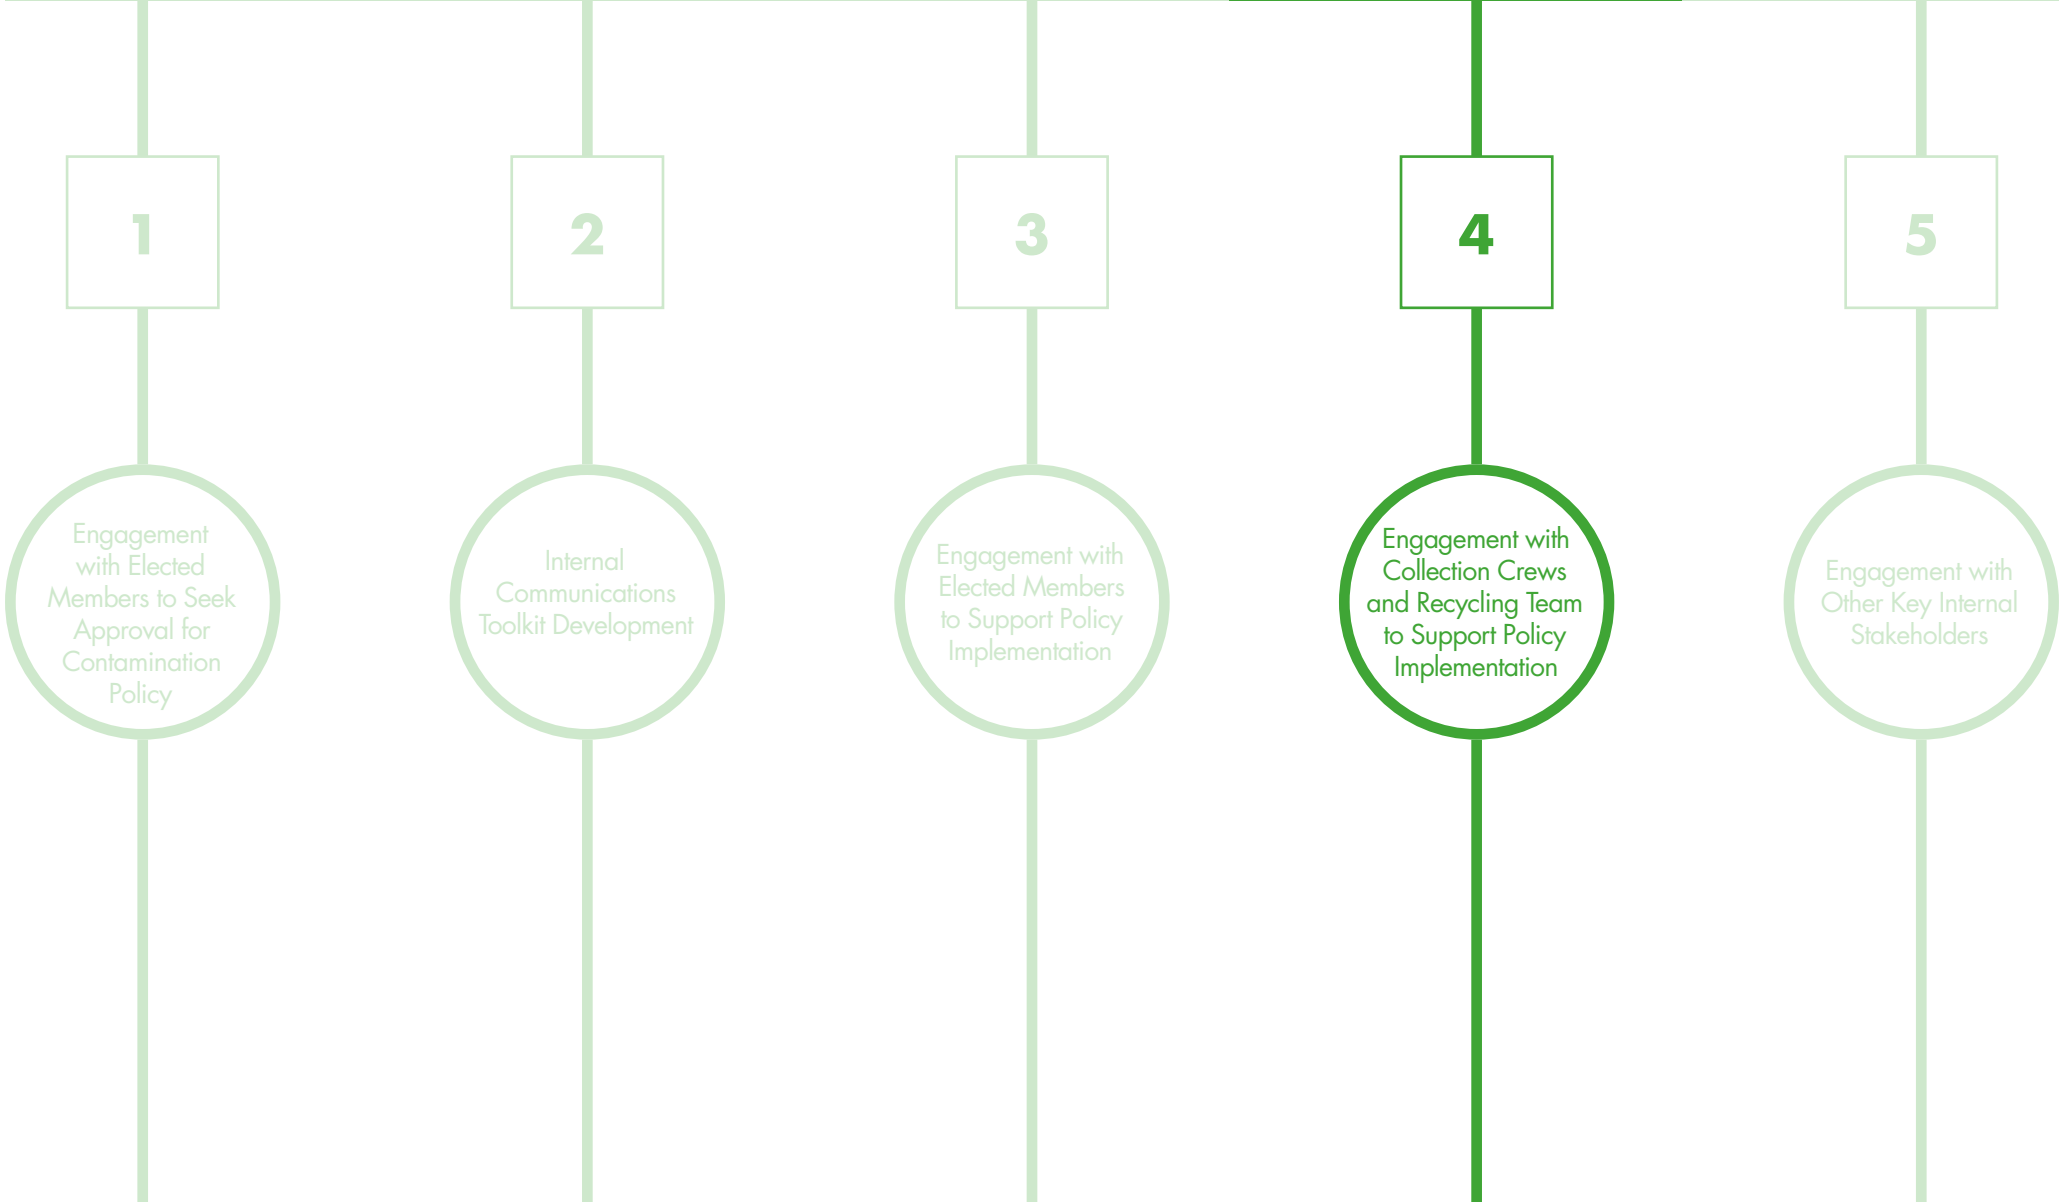 1
Engagement
with Elected
Members to Seek
Approval for
Contamination
Policy
2
Internal
Communications
Toolkit Development
3
Engagement with
Elected Members
to Support Policy
Implementation
4
Engagement with
Collection Crews
and Recycling Team
to Support Policy
Implementation
5
Engagement with
Other Key Internal
Stakeholders